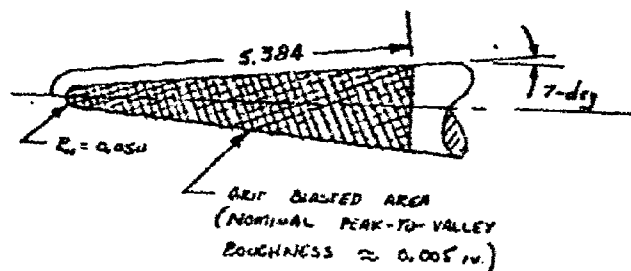 5.384
7-deg
Rₙ = 0.050
GRIT BLASTED AREA
(NOMINAL PEAK-TO-VALLEY
ROUGHNESS ≈ 0.005 IN.)